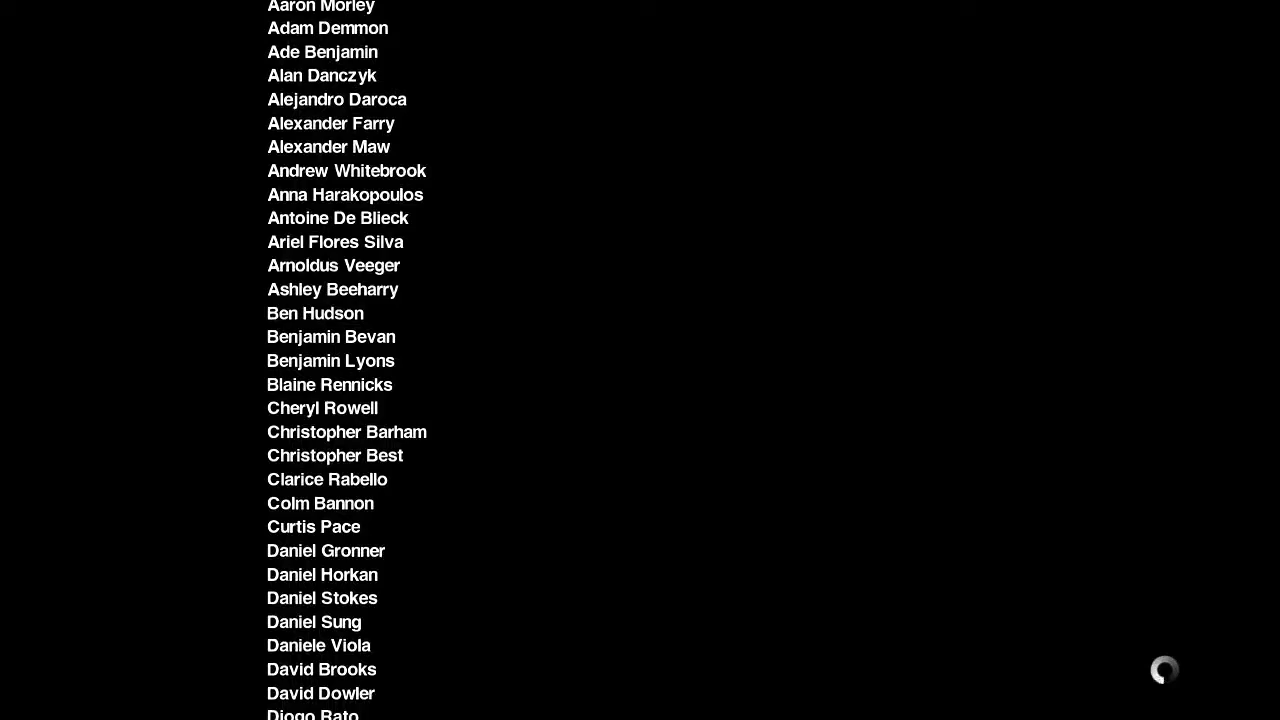 Aaron Morley
Adam Demmon
Ade Benjamin
Alan Danczyk
Alejandro Daroca
Alexander Farry
Alexander Maw
Andrew Whitebrook
Anna Harakopoulos
Antoine De Blieck
Ariel Flores Silva
Arnoldus Veeger
Ashley Beeharry
Ben Hudson
Benjamin Bevan
Benjamin Lyons
Blaine Rennicks
Cheryl Rowell
Christopher Barham
Christopher Best
Clarice Rabello
Colm Bannon
Curtis Pace
Daniel Gronner
Daniel Horkan
Daniel Stokes
Daniel Sung
Daniele Viola
David Brooks
David Dowler
Diogo Rato